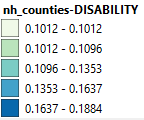 nh_counties-DISABILITY
0.1012 - 0.1012
0.1012 - 0.1096
0.1096 - 0.1353
0.1353 - 0.1637
0.1637 - 0.1884